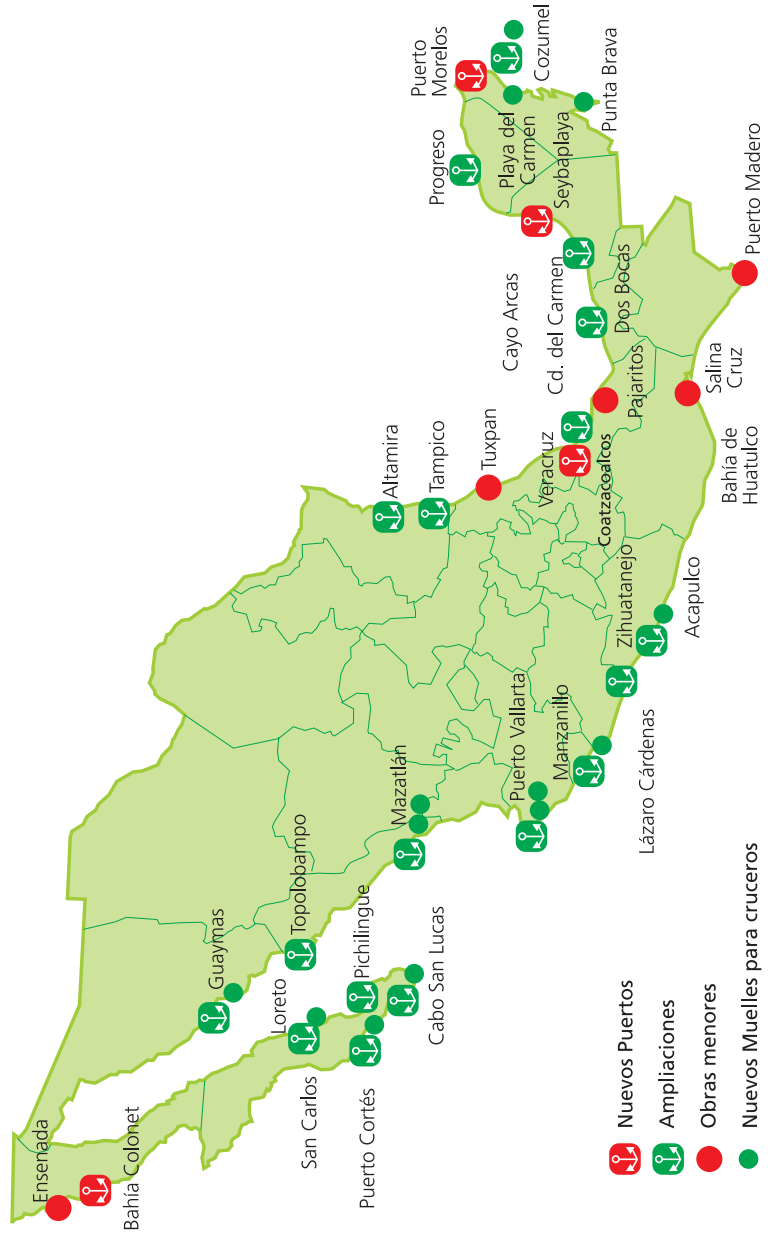 Ensenada
Bahía Colonet
Guaymas
Loreto
San Carlos
Puerto Cortés
Topolobampo
Pichilingue
Cabo San Lucas
Mazatlán
Puerto Vallarta
Manzanillo
Lázaro Cárdenas
Zihuatanejo
Acapulco
Altamira
Tampico
Tuxpan
Veracruz
Coatzacoalcos
Pajaritos
Bahía de
Huatulco
Salina
Cruz
Puerto Madero
Cayo Arcas
Cd. del Carmen
Dos Bocas
Seybaplaya
Progreso
Puerto
Morelos
Playa del
Carmen
Cozumel
Punta Brava
Nuevos Puertos
Ampliaciones
Obras menores
Nuevos Muelles para cruceros